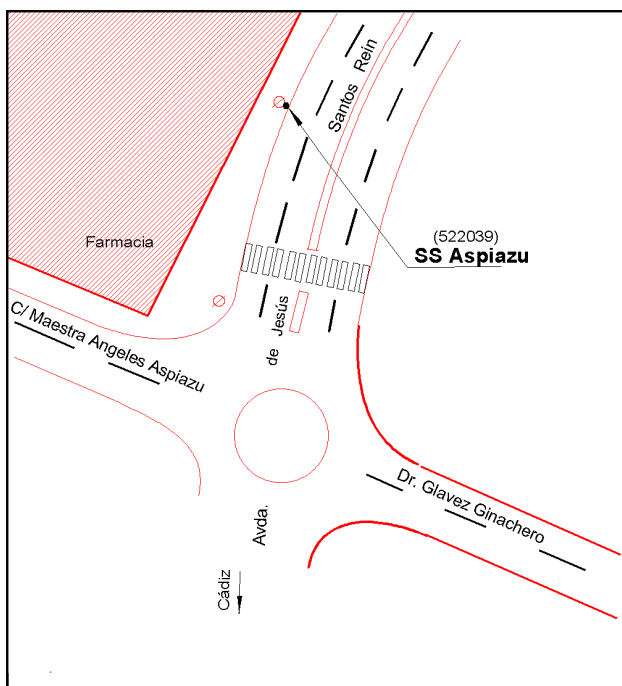 Santos Rein
(522039)
SS Aspiazu
Farmacia
C/ Maestra Angeles Aspiazu
de Jesús
Dr. Glavez Ginachero
Avda.
Cádiz